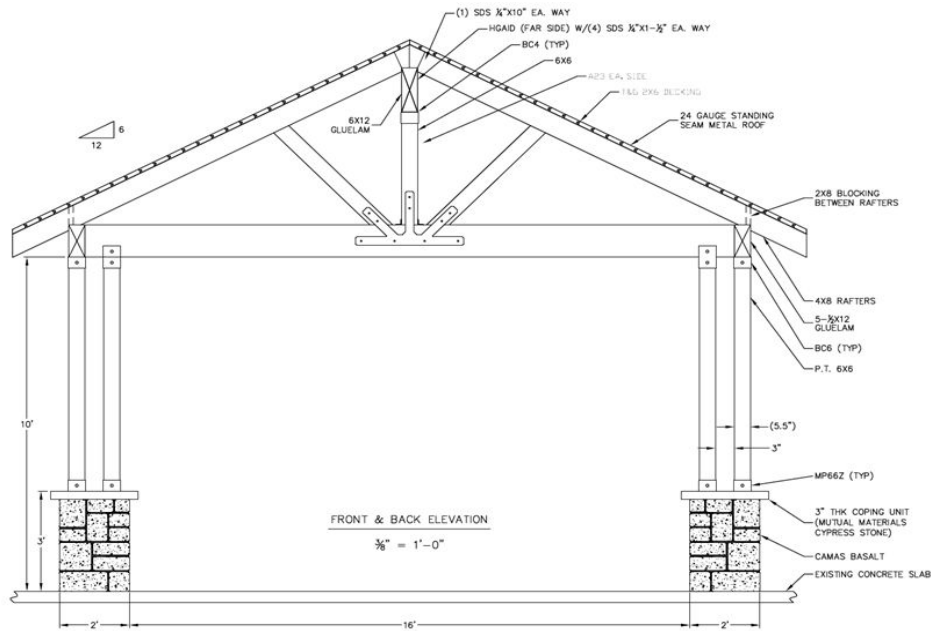 (1) SDS ¼"X10" EA. WAY
HGAID (FAR SIDE) W/(4) SDS ¼"X1-½" EA. WAY
BC4 (TYP)
6X6
A23 EA. SIDE
T&G 2X6 DECKING
24 GAUGE STANDING
SEAM METAL ROOF
6X12
GLUELAM
6
12
2X8 BLOCKING
BETWEEN RAFTERS
4X8 RAFTERS
5-½X12
GLUELAM
BC6 (TYP)
P.T. 6X6
10'
(5.5")
3"
MP66Z (TYP)
3" THK COPING UNIT
(MUTUAL MATERIALS
CYPRESS STONE)
3'
FRONT & BACK ELEVATION
⅜" = 1'-0"
CAMAS BASALT
EXISTING CONCRETE SLAB
2'
16'
2'